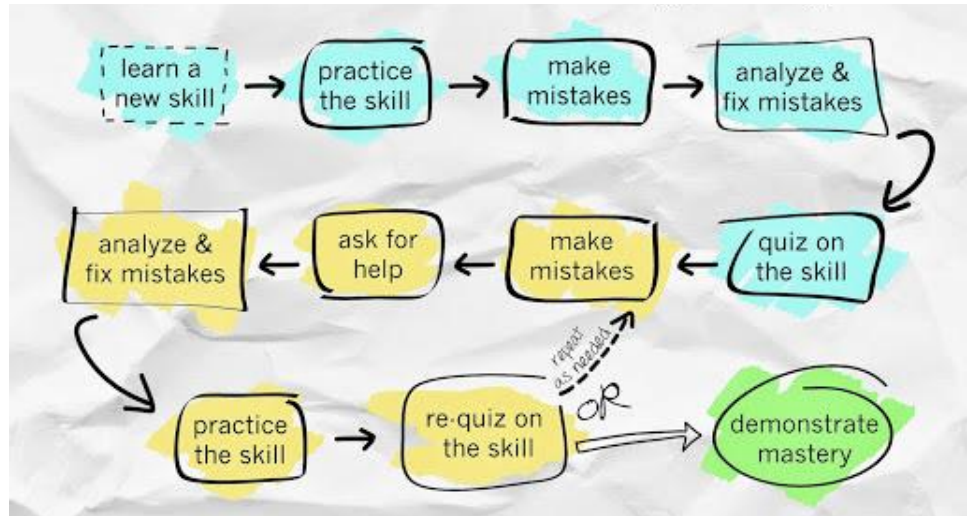 learn a
new skill
practice
the skill
make
mistakes
analyze &
fix mistakes
quiz on
the skill
make
mistakes
ask for
help
analyze &
fix mistakes
practice
the skill
re-quiz on
the skill
repeat
as needed
OR
demonstrate
mastery